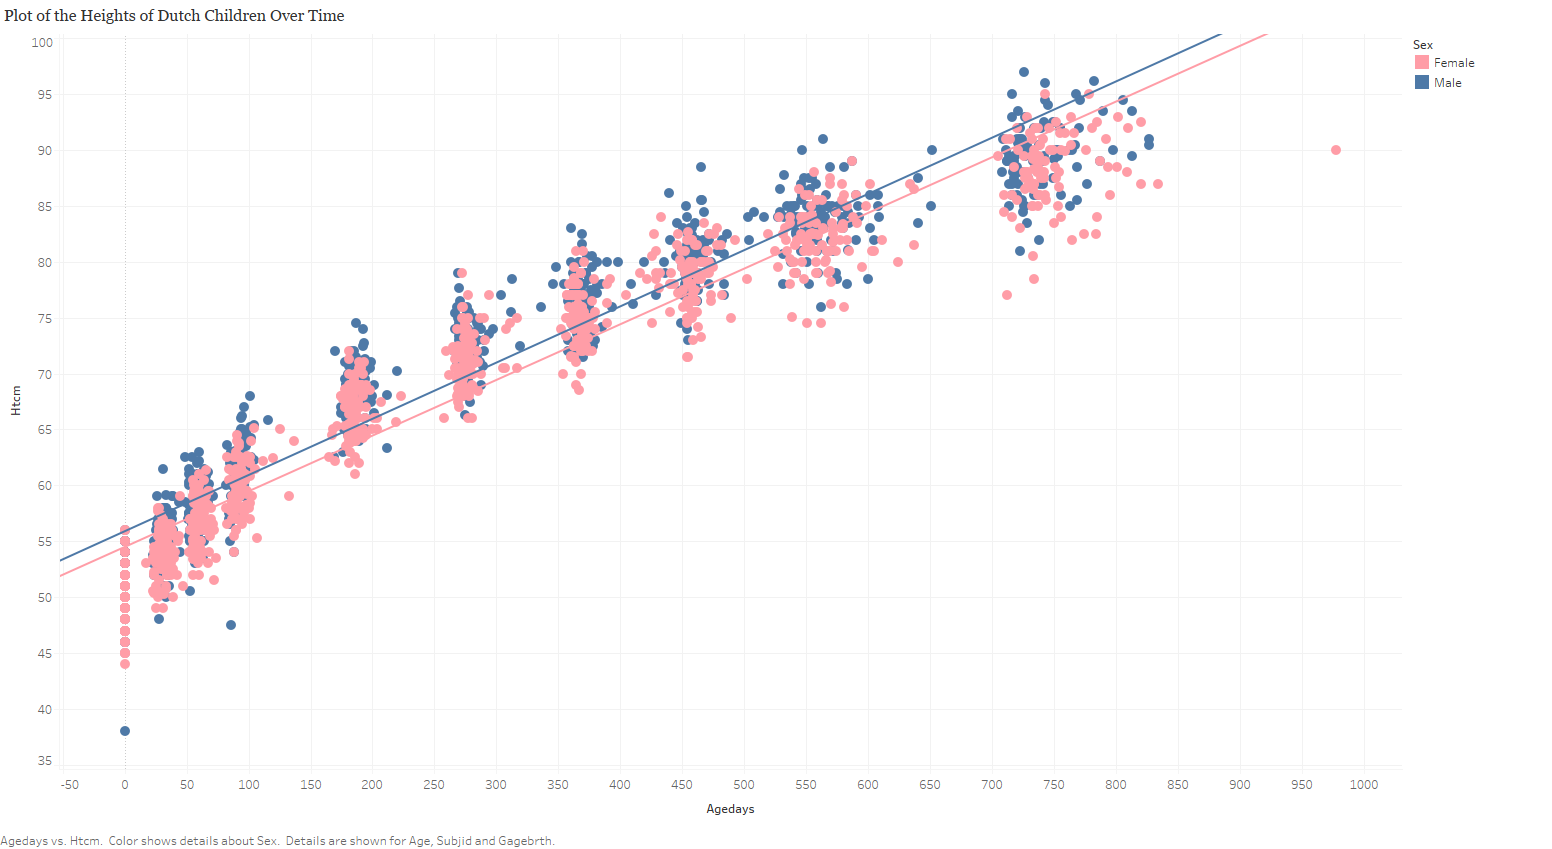 Plot of the Heights of Dutch Children Over Time
Sex
Female
Male
100
95
90
85
80
75
70
65
60
55
50
45
40
35
Htcm
-50 0 50 100 150 200 250 300 350 400 450 500 550 600 650 700 750 800 850 900 950 1000
Agedays
Agedays vs. Htcm. Color shows details about Sex. Details are shown for Age, Subjid and Gagebrth.